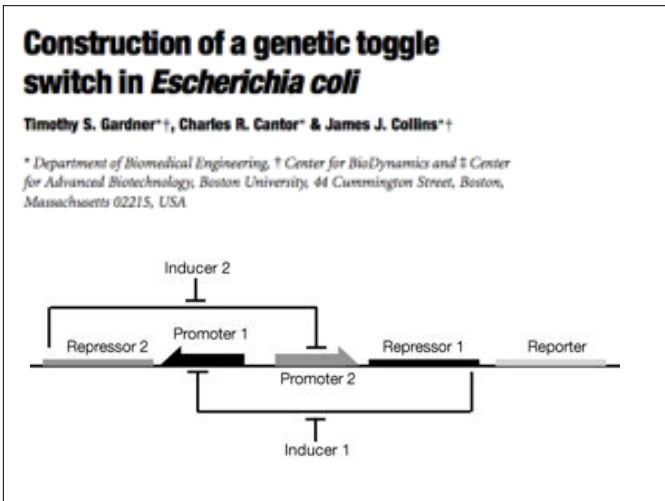 Construction of a genetic toggle
switch in Escherichia coli
Timothy S. Gardner*†, Charles R. Cantor* & James J. Collins*†
* Department of Biomedical Engineering, † Center for BioDynamics and ‡ Center
for Advanced Biotechnology, Boston University, 44 Cummington Street, Boston,
Massachusetts 02215, USA
Inducer 2
Repressor 2
Promoter 1
Promoter 2
Repressor 1
Reporter
Inducer 1